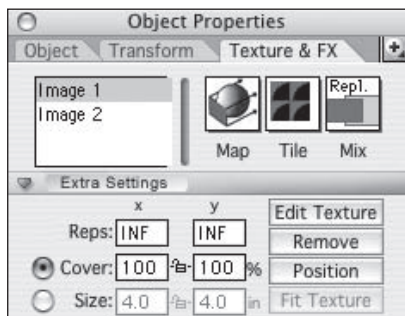 Object Properties
Object Transform Texture & FX
Image 1
Image 2
Repl.
Map Tile Mix
Extra Settings
x y
Reps: INF INF Edit Texture
Remove
Cover: 100 100 % Position
Size: 4.0 4.0 in Fit Texture